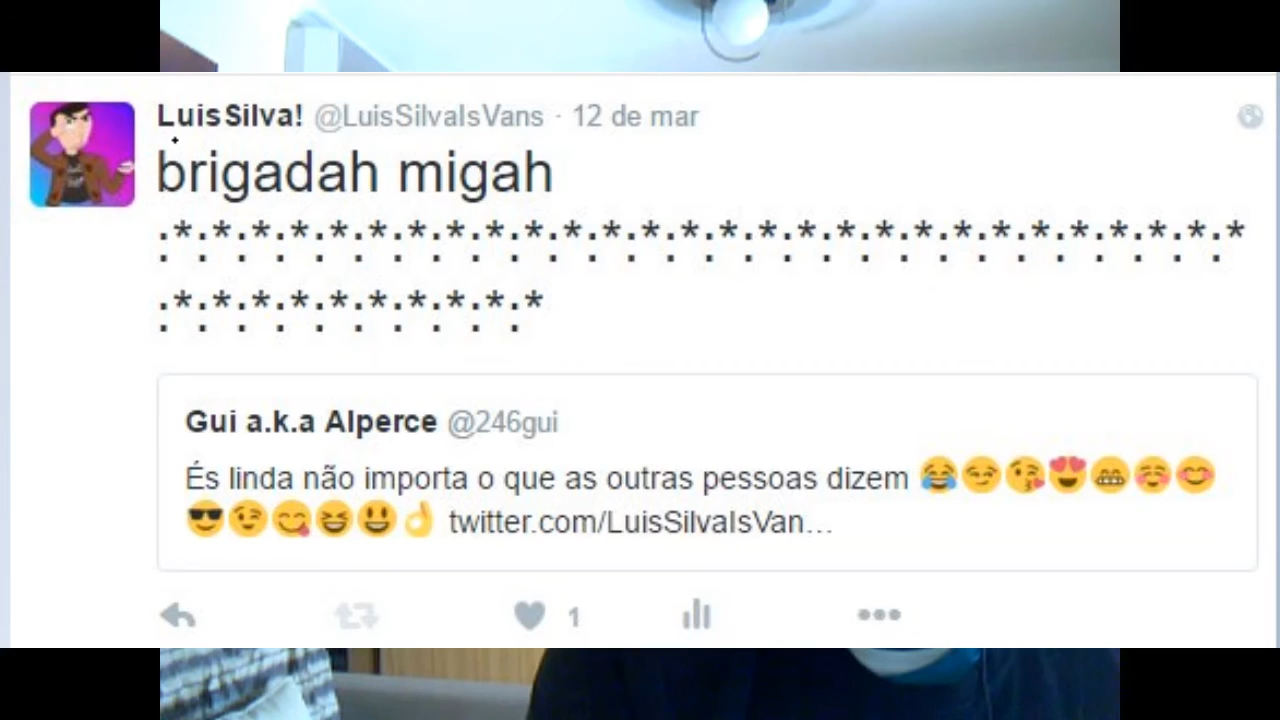 LuisSilva! @LuisSilvaIsVans · 12 de mar
brigadah migah
:*:*:*:*:*:*:*:*:*:*:*:*:*:*:*:*:*:*:*:*:*:*:*:*:*:*:*:*
:*:*:*:*:*:*:*:*:*:*
Gui a.k.a Alperce @246gui
És linda não importa o que as outras pessoas dizem 😂😏😘😍😁☺😊
😎😉😋😆😃👌 twitter.com/LuisSilvaIsVan…
1